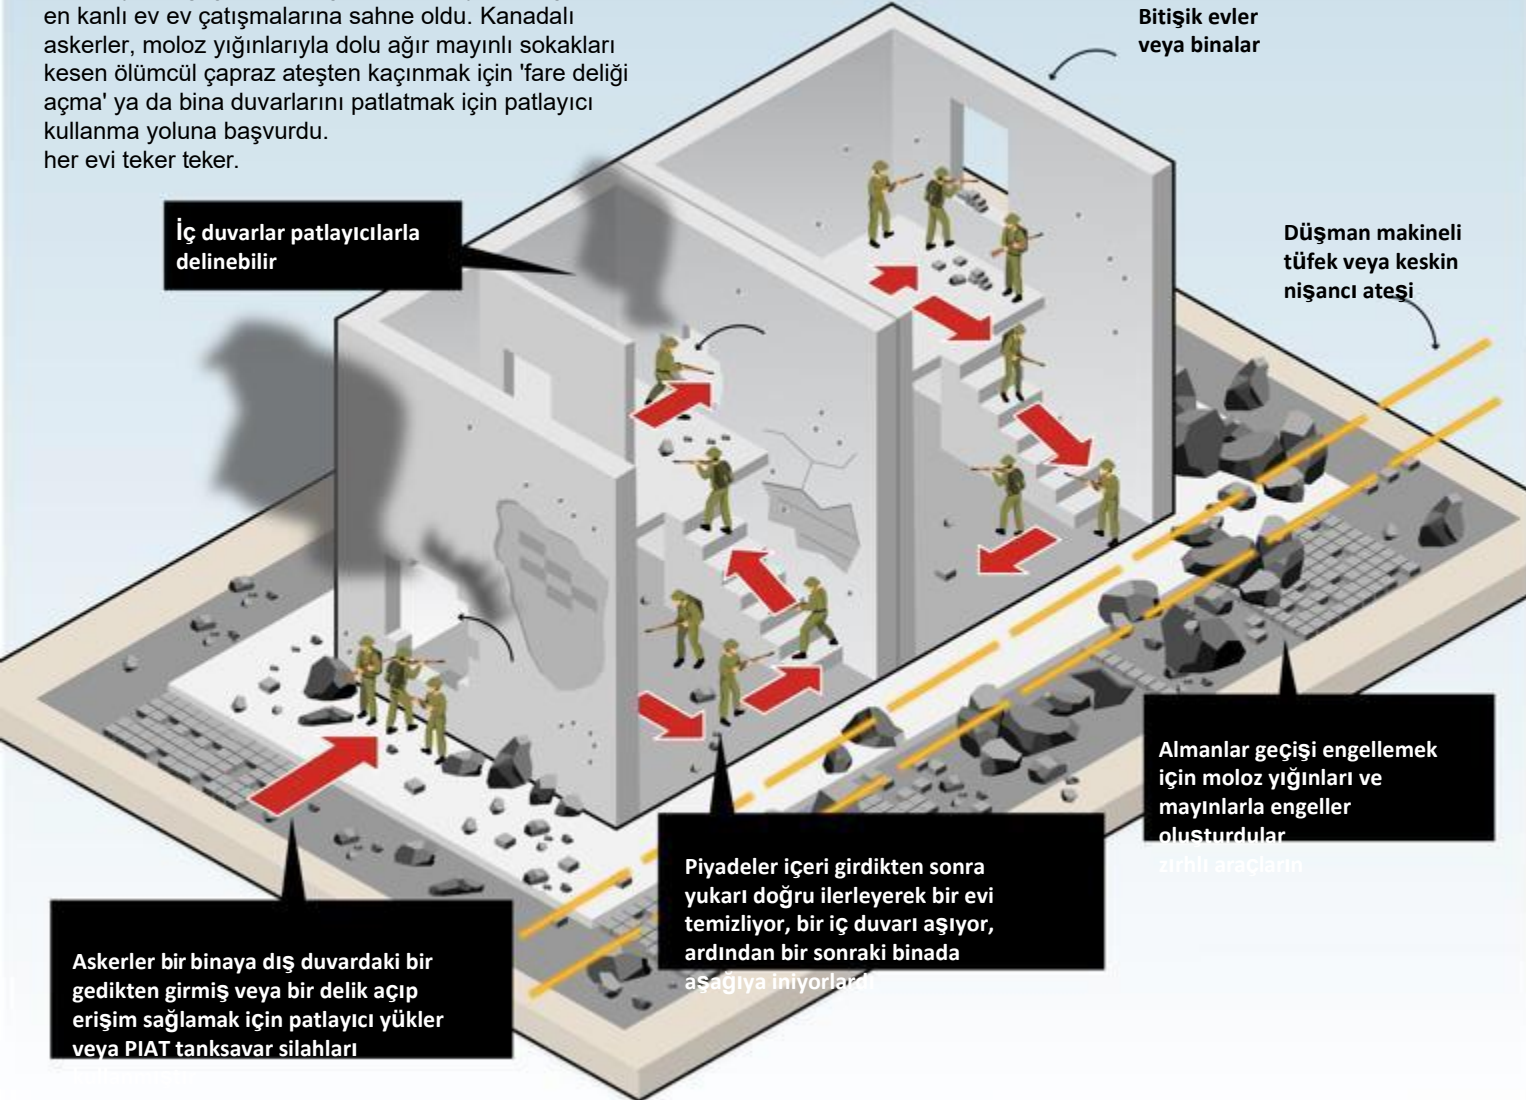 en kanlı ev ev çatışmalarına sahne oldu. Kanadalı
askerler, moloz yığınlarıyla dolu ağır mayınlı sokakları
kesen ölümcül çapraz ateşten kaçınmak için 'fare deliği
açma' ya da bina duvarlarını patlatmak için patlayıcı
kullanma yoluna başvurdu.
her evi teker teker.
Bitişik evler
veya binalar
İç duvarlar patlayıcılarla
delinebilir
Düşman makineli
tüfek veya keskin
nişancı ateşi
Almanlar geçişi engellemek
için moloz yığınları ve
mayınlarla engeller
oluşturdular
zırhlı araçların
Piyadeler içeri girdikten sonra
yukarı doğru ilerleyerek bir evi
temizliyor, bir iç duvarı aşıyor,
ardından bir sonraki binada
aşağıya iniyorlardı
Askerler bir binaya dış duvardaki bir
gedikten girmiş veya bir delik açıp
erişim sağlamak için patlayıcı yükler
veya PIAT tanksavar silahları